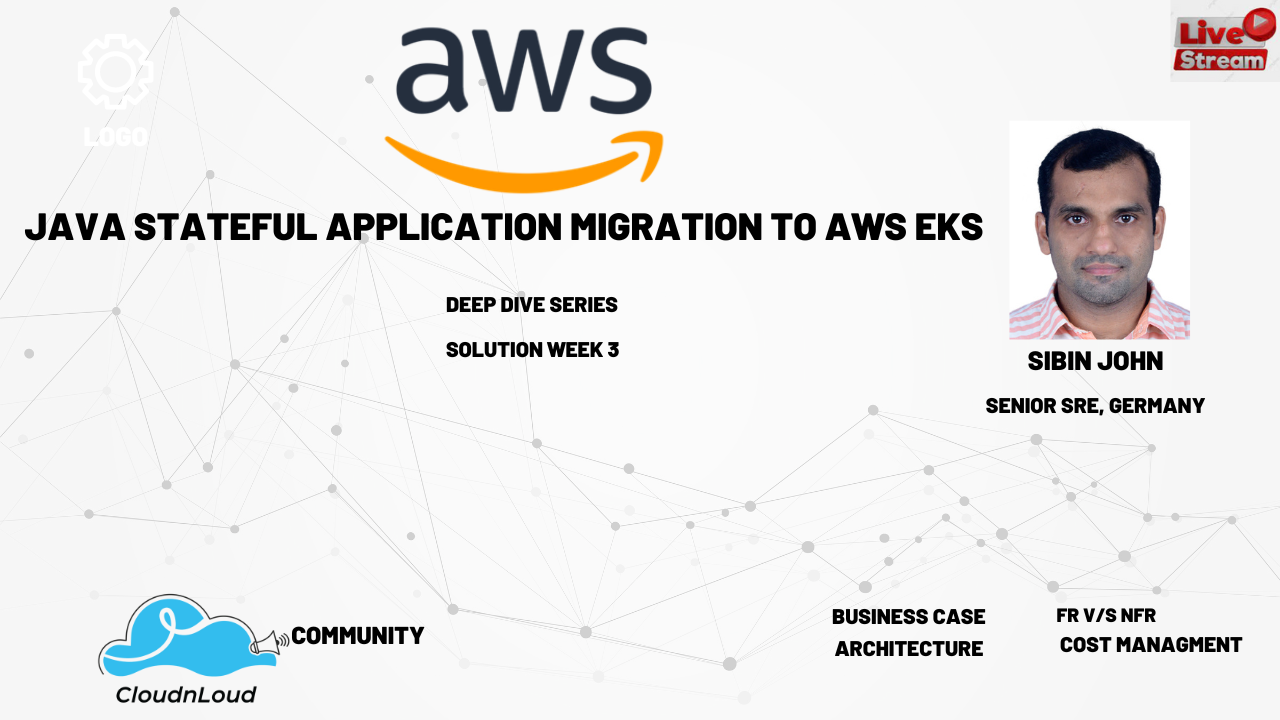 aws
Live
Stream
LOGO
JAVA STATEFUL APPLICATION MIGRATION TO AWS EKS
DEEP DIVE SERIES
SOLUTION WEEK 3
SIBIN JOHN
SENIOR SRE, GERMANY
COMMUNITY
CloudnLoud
BUSINESS CASE
ARCHITECTURE
FR V/S NFR
COST MANAGMENT